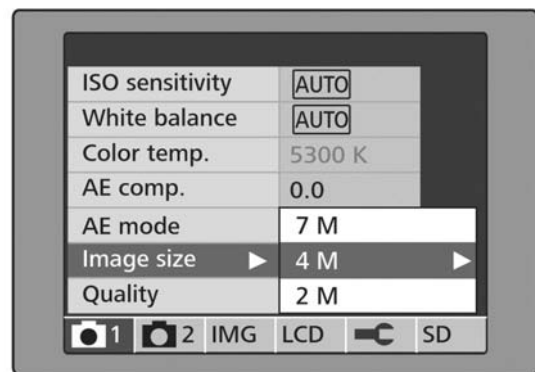 ISO sensitivity AUTO
White balance AUTO
Color temp. 5300 K
AE comp. 0.0
AE mode 7 M
Image size 4 M
Quality 2 M
1 2 IMG LCD SD